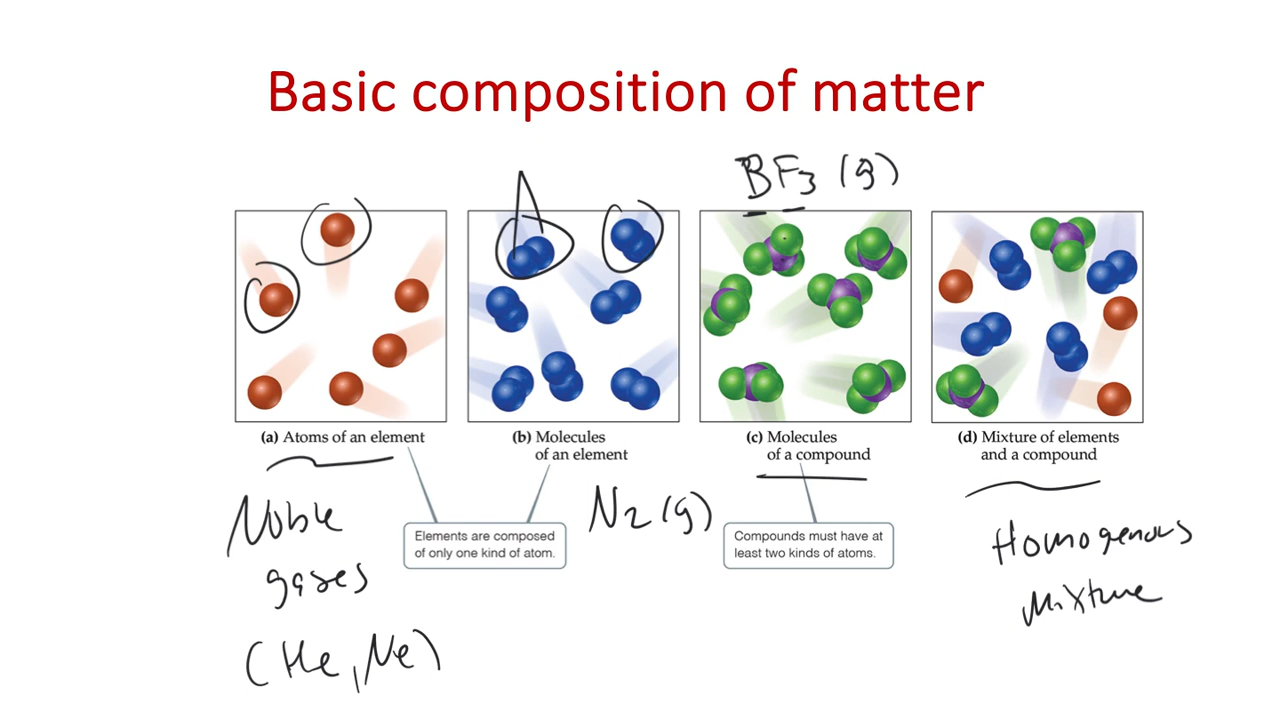 Basic composition of matter
BF3 (g)
(a) Atoms of an element
(b) Molecules
of an element
(c) Molecules
of a compound
(d) Mixture of elements
and a compound
Elements are composed
of only one kind of atom.
Compounds must have at
least two kinds of atoms.
Noble
gases
(He, Ne)
N2 (g)
Homogenous
Mixture